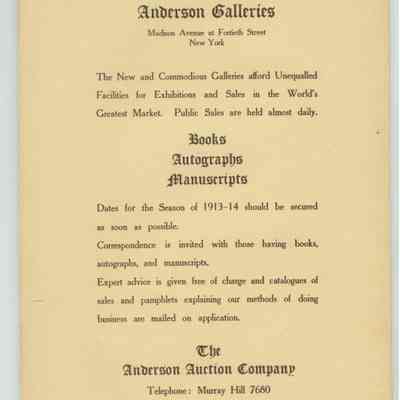 Anderson Galleries
Madison Avenue at Fortieth Street
New York
The New and Commodious Galleries afford Unequalled
Facilities for Exhibitions and Sales in the World's
Greatest Market. Public Sales are held almost daily.
Books
Autographs
Manuscripts
Dates for the Season of 1913-14 should be secured
as soon as possible.
Correspondence is invited with those having books,
autographs, and manuscripts.
Expert advice is given free of charge and catalogues of
sales and pamphlets explaining our methods of doing
business are mailed on application.
The
Anderson Auction Company
Telephone: Murray Hill 7680